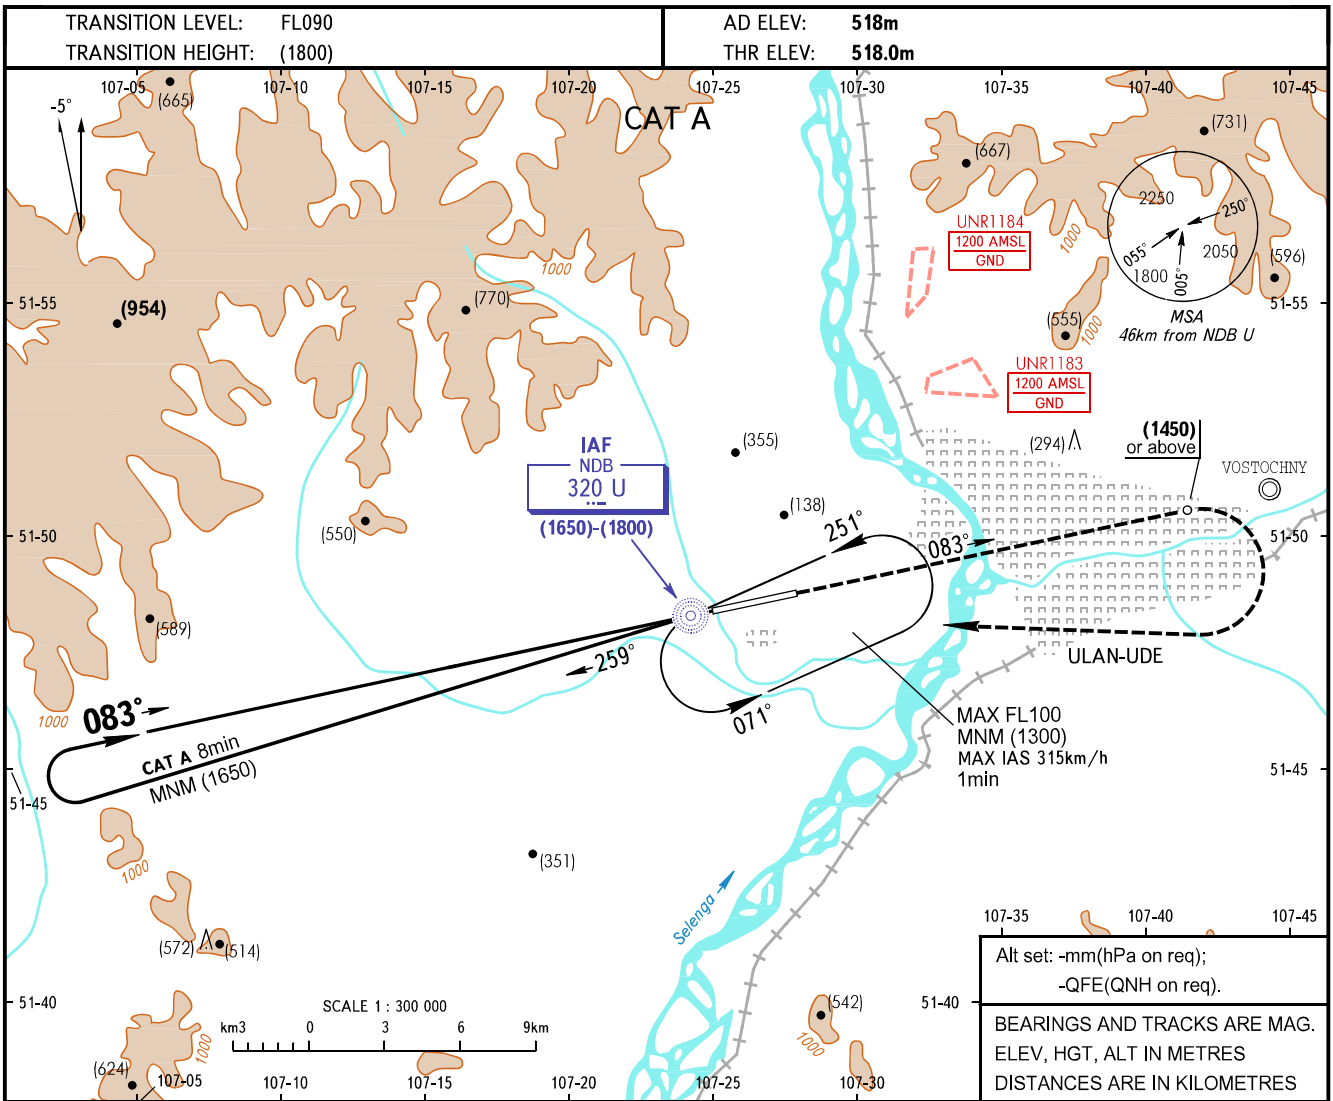 TRANSITION LEVEL: FL090
TRANSITION HEIGHT: (1800)
AD ELEV: 518m
THR ELEV: 518.0m
107-05
107-10
107-15
107-20
107-25
107-30
107-35
107-40
107-45
-5°
(665)
CAT A
(731)
(667)
2250
250°
UNR1184
1200 AMSL
GND
1000
055°
2050
1800
005°
(596)
1000
51-55
(954)
(770)
51-55
MSA
46km from NDB U
(555)
1000
UNR1183
1200 AMSL
GND
IAF
NDB
320 U
(1650)-(1800)
(355)
(294)
(1450)
or above
VOSTOCHNY
(138)
(550)
51-50
251°
083°
51-50
(589)
259°
ULAN-UDE
1000
083°
071°
CAT A 8min
MNM (1650)
MAX FL100
MNM (1300)
MAX IAS 315km/h
1min
51-45
51-45
1000
(351)
Selenga
(572)
(514)
107-35
107-40
107-45
Alt set: -mm(hPa on req);
-QFE(QNH on req).
51-40
SCALE 1 : 300 000
km3 0 3 6 9km
(542)
51-40
1000
1000
BEARINGS AND TRACKS ARE MAG.
ELEV, HGT, ALT IN METRES
DISTANCES ARE IN KILOMETRES
(624)
107-05
107-10
107-15
107-20
107-25
107-30